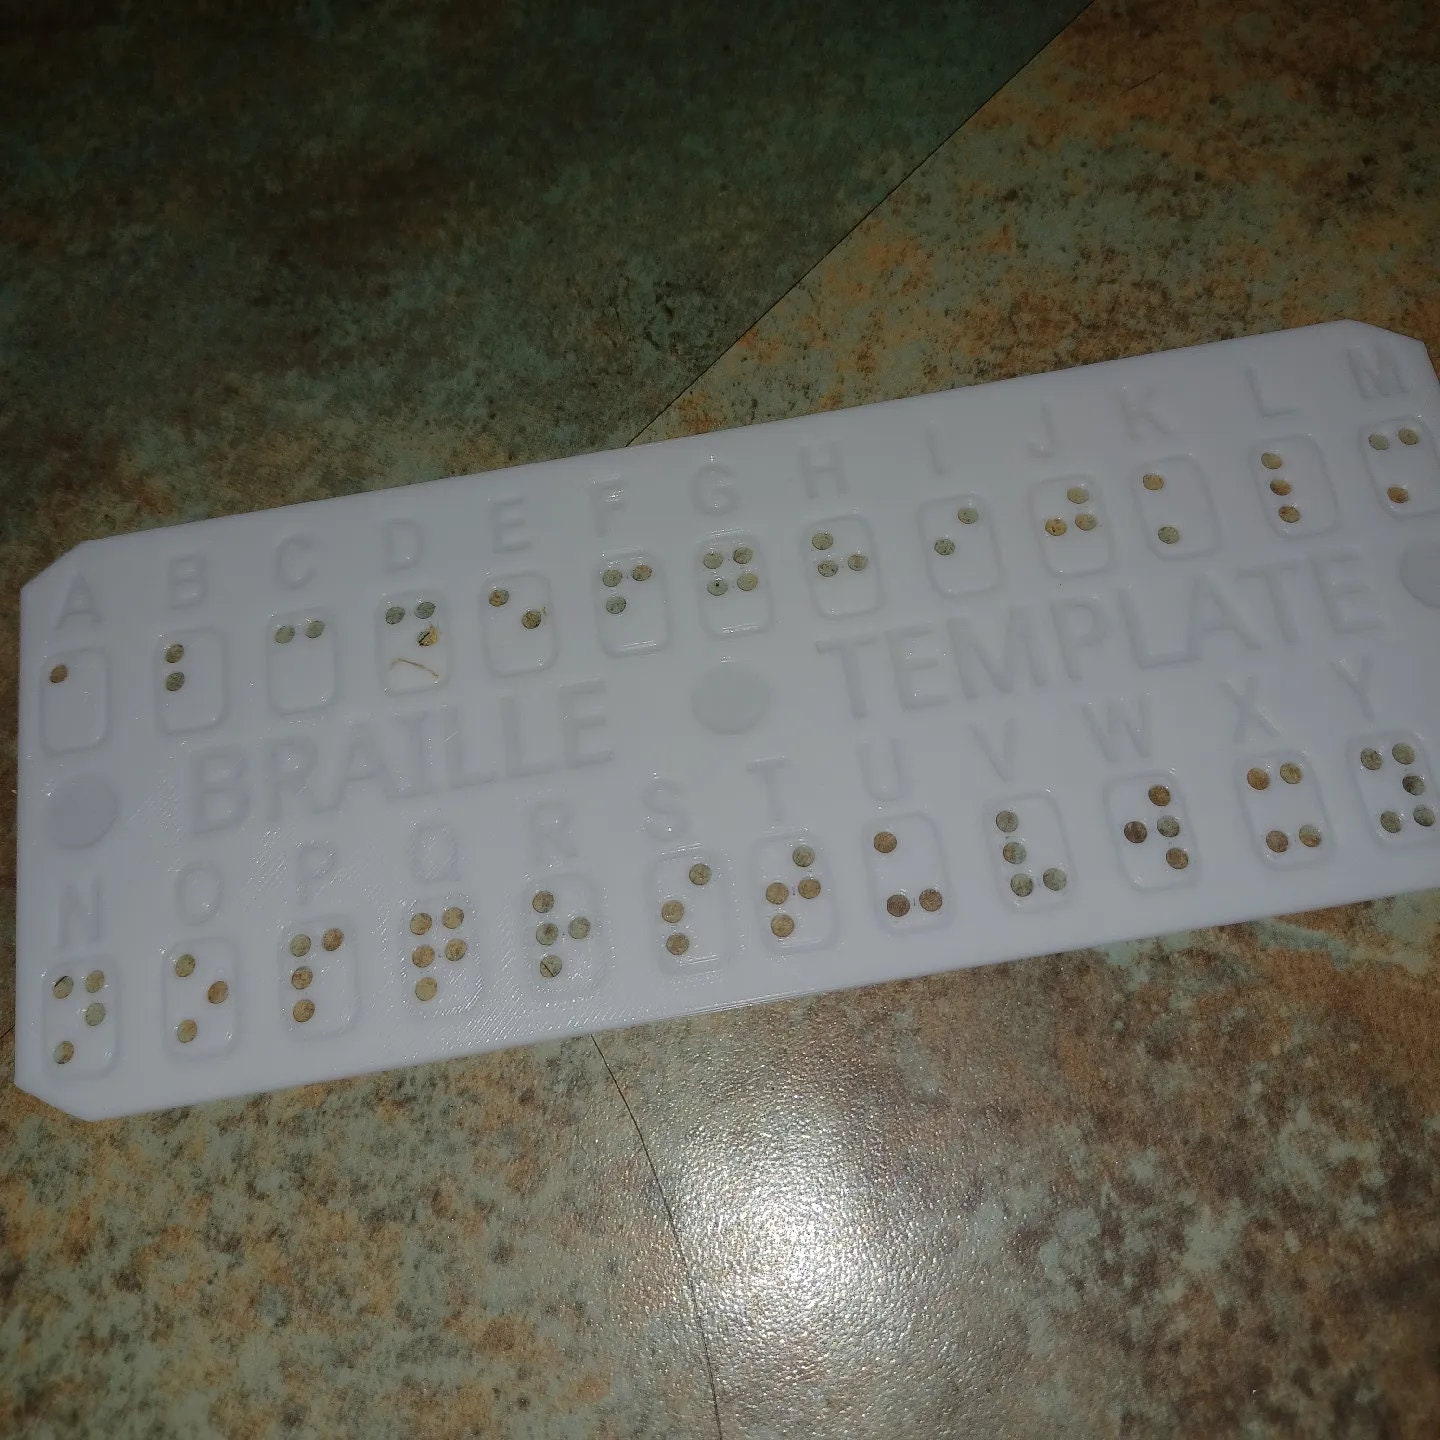 A B C D E F G H I J K L M
BRAILLE TEMPLATE
N O P Q R S T U V W X Y